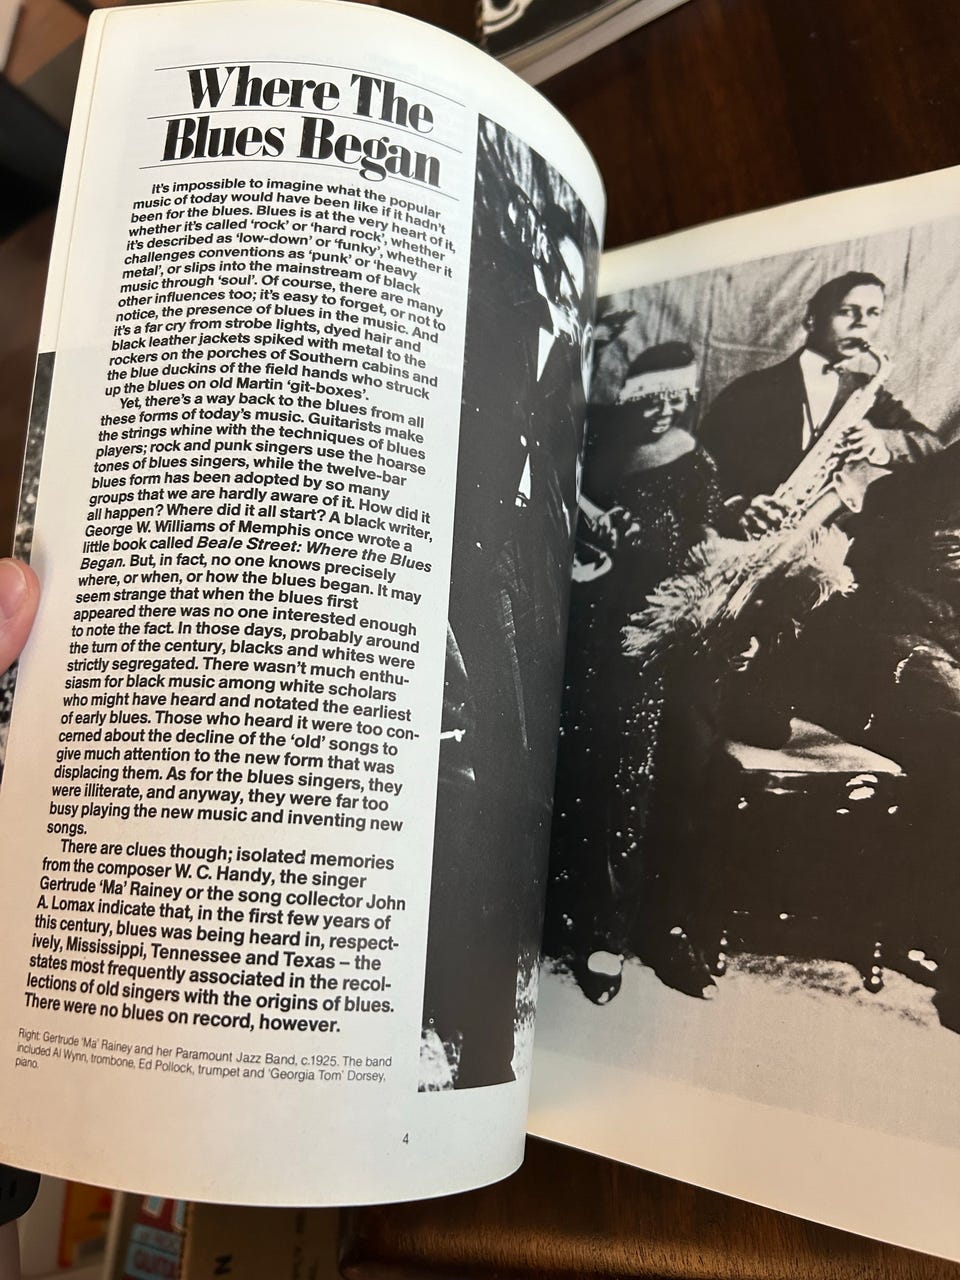 Where The
Blues Began
It's impossible to imagine what the popular
music of today would have been like if it hadn't
been for the blues. Blues is at the very heart of it,
whether it's called 'rock' or 'hard rock', whether
it's described as 'low-down' or 'funky', whether it
challenges conventions as 'punk' or 'heavy
metal', or slips into the mainstream of black
music through 'soul'. Of course, there are many
other influences too; it's easy to forget, or not to
notice, the presence of blues in the music. And
it's a far cry from strobe lights, dyed hair and
black leather jackets spiked with metal to the
rockers on the porches of Southern cabins and
the blue duckins of the field hands who struck
up the blues on old Martin 'git-boxes'.
Yet, there's a way back to the blues from all
these forms of today's music. Guitarists make
the strings whine with the techniques of blues
players; rock and punk singers use the hoarse
tones of blues singers, while the twelve-bar
blues form has been adopted by so many
groups that we are hardly aware of it. How did it
all happen? Where did it all start? A black writer,
George W. Williams of Memphis once wrote a
little book called Beale Street: Where the Blues
Began. But, in fact, no one knows precisely
where, or when, or how the blues began. It may
seem strange that when the blues first
appeared there was no one interested enough
to note the fact. In those days, probably around
the turn of the century, blacks and whites were
strictly segregated. There wasn't much enthu-
siasm for black music among white scholars
who might have heard and notated the earliest
of early blues. Those who heard it were too con-
cerned about the decline of the 'old' songs to
give much attention to the new form that was
displacing them. As for the blues singers, they
were illiterate, and anyway, they were far too
busy playing the new music and inventing new
songs.
There are clues though; isolated memories
from the composer W. C. Handy, the singer
Gertrude 'Ma' Rainey or the song collector John
A. Lomax indicate that, in the first few years of
this century, blues was being heard in, respect-
ively, Mississippi, Tennessee and Texas – the
states most frequently associated in the recol-
lections of old singers with the origins of blues.
There were no blues on record, however.
Right: Gertrude 'Ma' Rainey and her Paramount Jazz Band, c.1925. The band
included Al Wynn, trombone, Ed Pollock, trumpet and 'Georgia Tom' Dorsey,
piano.
4